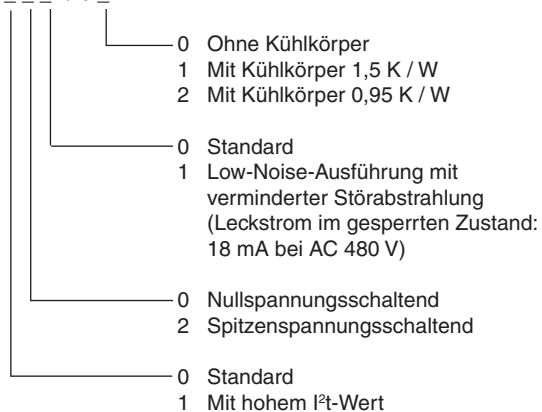 0 Ohne Kühlkörper
1 Mit Kühlkörper 1,5 K / W
2 Mit Kühlkörper 0,95 K / W
0 Standard
1 Low-Noise-Ausführung mit
verminderter Störabstrahlung
(Leckstrom im gesperrten Zustand:
18 mA bei AC 480 V)
0 Nullspannungsschaltend
2 Spitzenspannungsschaltend
0 Standard
1 Mit hohem I²t-Wert